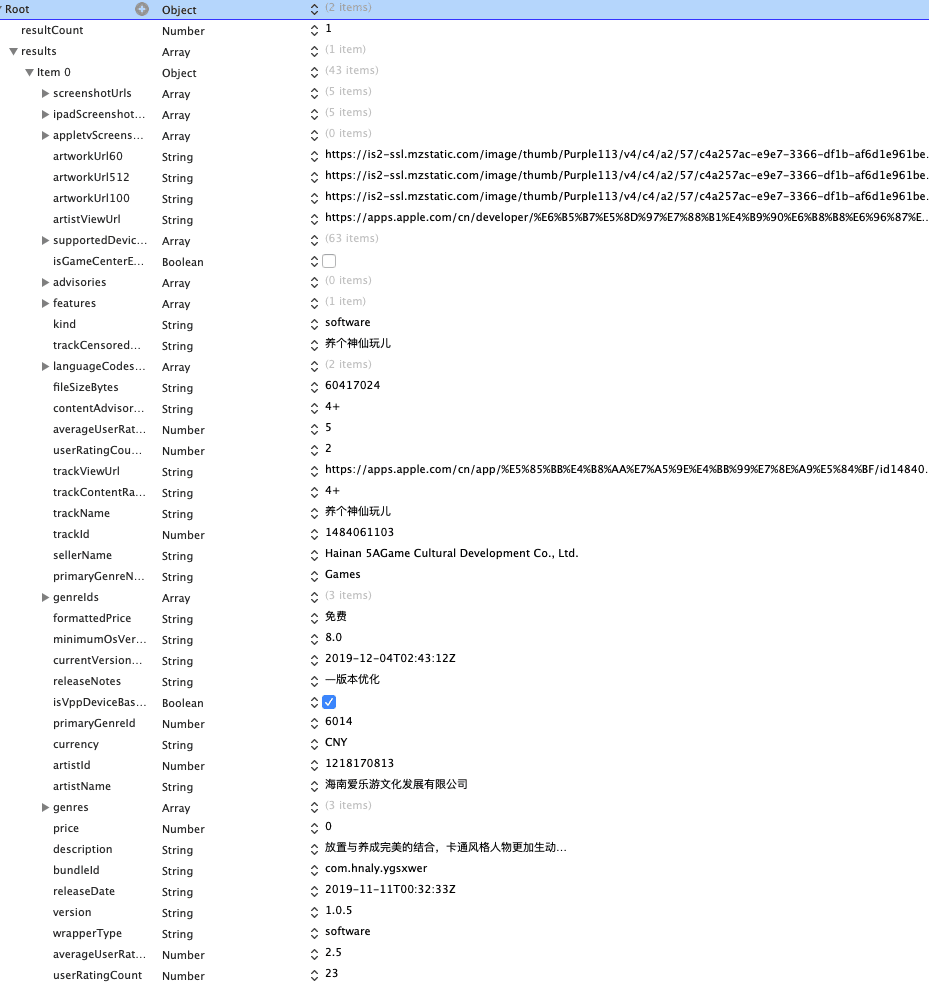 Root Object (2 items)
resultCount Number 1
results Array (1 item)
Item 0 Object (43 items)
screenshotUrls Array (5 items)
ipadScreenshot... Array (5 items)
appletvScreens... Array (0 items)
artworkUrl60 String https://is2-ssl.mzstatic.com/image/thumb/Purple113/v4/c4/a2/57/c4a257ac-e9e7-3366-df1b-af6d1e961be...
artworkUrl512 String https://is2-ssl.mzstatic.com/image/thumb/Purple113/v4/c4/a2/57/c4a257ac-e9e7-3366-df1b-af6d1e961be...
artworkUrl100 String https://is2-ssl.mzstatic.com/image/thumb/Purple113/v4/c4/a2/57/c4a257ac-e9e7-3366-df1b-af6d1e961be...
artistViewUrl String https://apps.apple.com/cn/developer/%E6%B5%B7%E5%8D%97%E7%88%B1%E4%B9%90%E6%B8%B8%E6%96%87%E...
supportedDevic... Array (63 items)
isGameCenterE... Boolean
advisories Array (0 items)
features Array (1 item)
kind String software
trackCensored... String 养个神仙玩儿
languageCodes... Array (2 items)
fileSizeBytes String 60417024
contentAdvisor... String 4+
averageUserRat... Number 5
userRatingCou... Number 2
trackViewUrl String https://apps.apple.com/cn/app/%E5%85%BB%E4%B8%AA%E7%A5%9E%E4%BB%99%E7%8E%A9%E5%84%BF/id14840...
trackContentRa... String 4+
trackName String 养个神仙玩儿
trackId Number 1484061103
sellerName String Hainan 5AGame Cultural Development Co., Ltd.
primaryGenreN... String Games
genreIds Array (3 items)
formattedPrice String 免费
minimumOsVer... String 8.0
currentVersion... String 2019-12-04T02:43:12Z
releaseNotes String —版本优化
isVppDeviceBas... Boolean
primaryGenreId Number 6014
currency String CNY
artistId Number 1218170813
artistName String 海南爱乐游文化发展有限公司
genres Array (3 items)
price Number 0
description String 放置与养成完美的结合，卡通风格人物更加生动...
bundleId String com.hnaly.ygsxwer
releaseDate String 2019-11-11T00:32:33Z
version String 1.0.5
wrapperType String software
averageUserRat... Number 2.5
userRatingCount Number 23